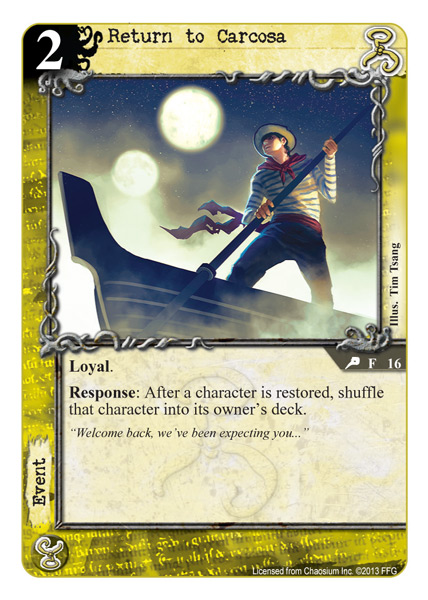 2
Return to Carcosa
Illus. Tim Tsang
F 16
Loyal.
Response: After a character is restored, shuffle
that character into its owner's deck.
“Welcome back, we've been expecting you...”
Event
Licensed from Chaosium Inc. ©2013 FFG